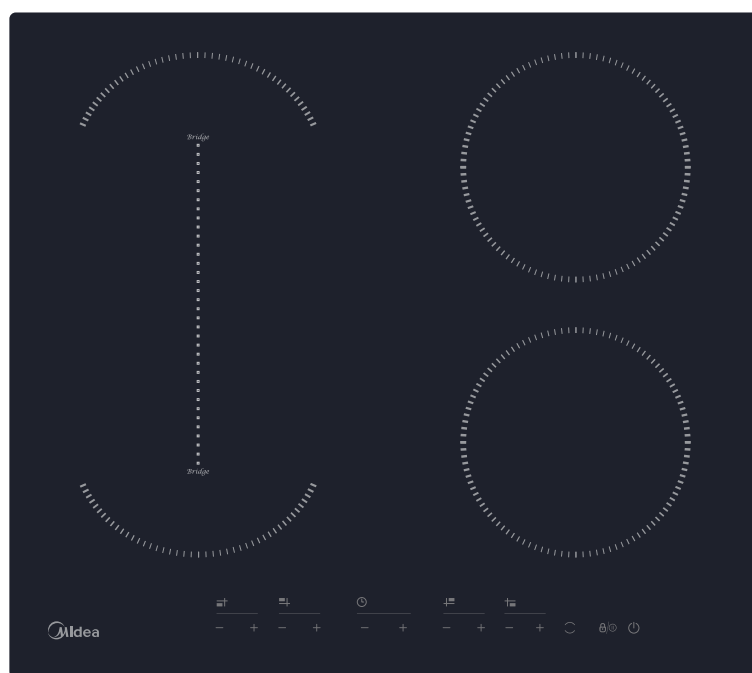 Bridge
Bridge
Midea
− + − + − + − + − +